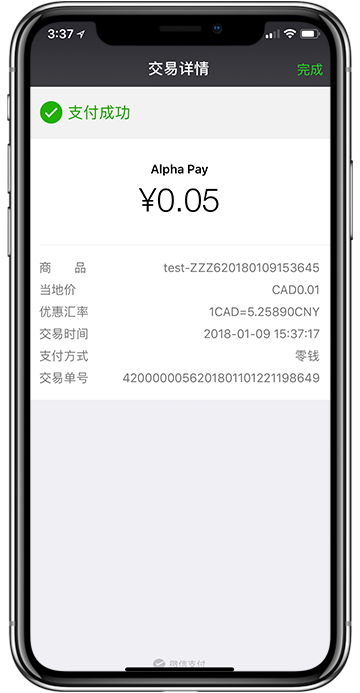 3:37
交易详情
完成
支付成功
Alpha Pay
¥0.05
商 品 test-ZZZ620180109153645
当地价 CAD0.01
优惠汇率 1CAD=5.25890CNY
交易时间 2018-01-09 15:37:17
支付方式 零钱
交易单号 4200000056201801101221198649
微信支付